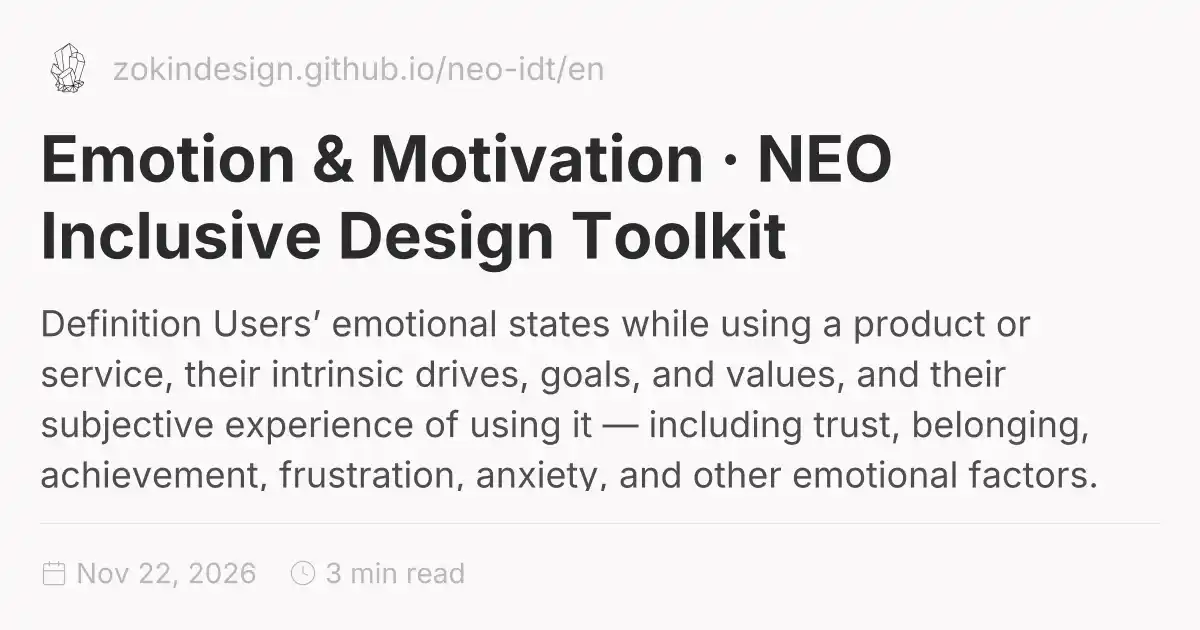 zokindesign.github.io/neo-idt/en
Emotion & Motivation · NEO
Inclusive Design Toolkit
Definition Users’ emotional states while using a product or
service, their intrinsic drives, goals, and values, and their
subjective experience of using it — including trust, belonging,
achievement, frustration, anxiety, and other emotional factors.
Nov 22, 2026 3 min read